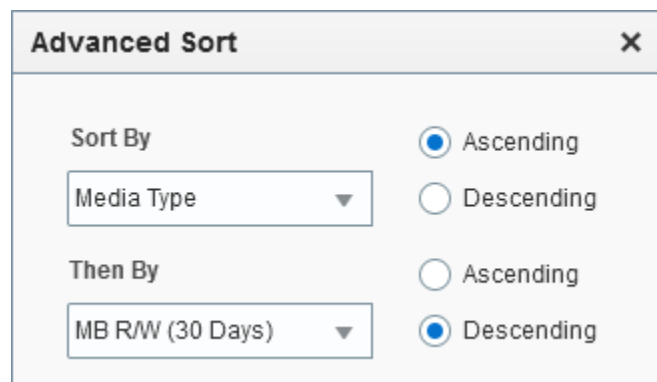 Advanced Sort
Sort By
Ascending
Media Type
Descending
Then By
Ascending
MB R/W (30 Days)
Descending